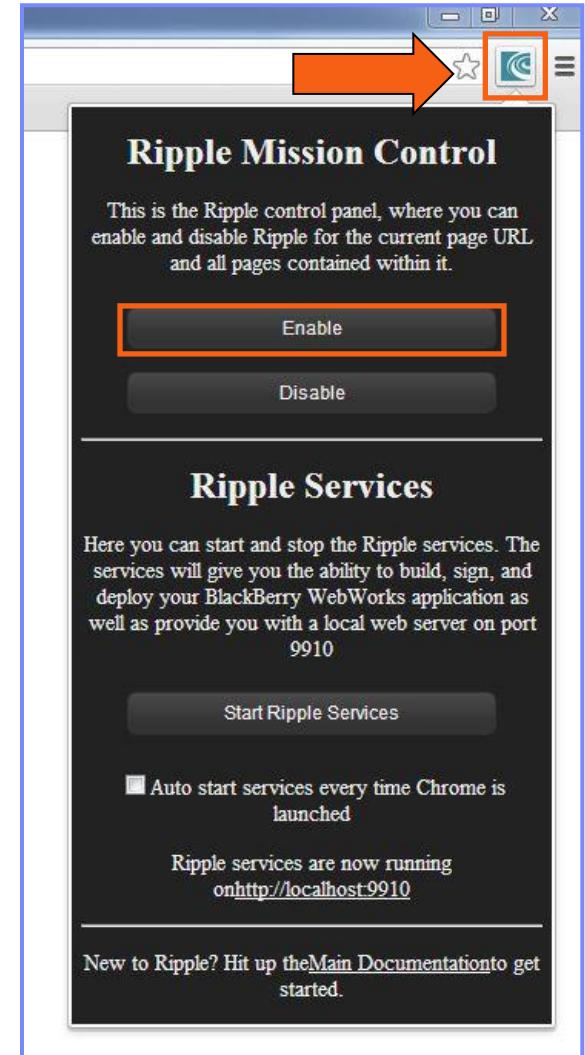 Ripple Mission Control
This is the Ripple control panel, where you can
enable and disable Ripple for the current page URL
and all pages contained within it.
Enable
Disable
Ripple Services
Here you can start and stop the Ripple services. The
services will give you the ability to build, sign, and
deploy your BlackBerry WebWorks application as
well as provide you with a local web server on port
9910
Start Ripple Services
Auto start services every time Chrome is
launched
Ripple services are now running
onhttp://localhost:9910
New to Ripple? Hit up theMain Documentationto get
started.